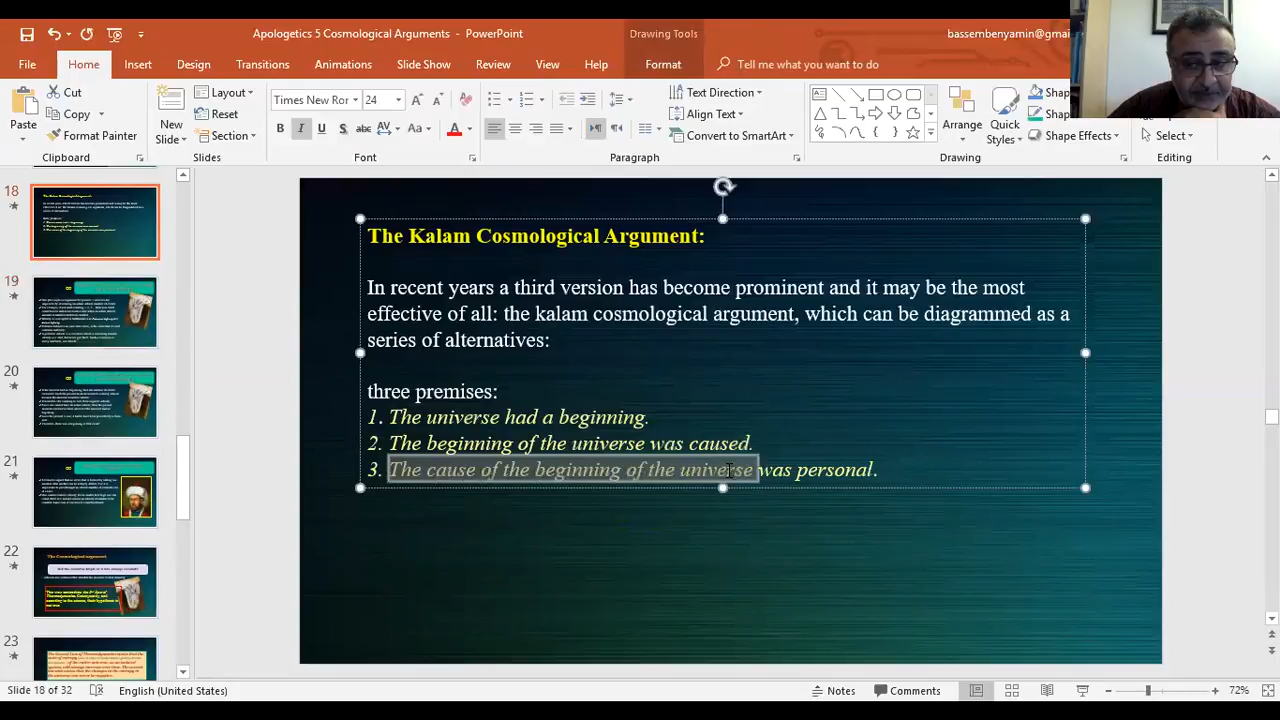 Apologetics 5 Cosmological Arguments - PowerPoint
Drawing Tools
bassembenyamin@gmai
File Home Insert Design Transitions Animations Slide Show Review View Help Format Tell me what you want to do
Paste
Cut
Copy
Format Painter
Clipboard
New Slide
Layout
Reset
Section
Slides
Times New Ror 24
Font
Text Direction
Align Text
Convert to SmartArt
Paragraph
Arrange
Quick Styles
Shape Effects
Drawing
Select
Editing
18
19
20
21
22
23
The Kalam Cosmological Argument:
In recent years a third version has become prominent and it may be the most
effective of all: the kalam cosmological argument, which can be diagrammed as a
series of alternatives:
three premises:
1. The universe had a beginning.
2. The beginning of the universe was caused.
3. The cause of the beginning of the universe was personal.
Slide 18 of 32 English (United States) Notes Comments 72%